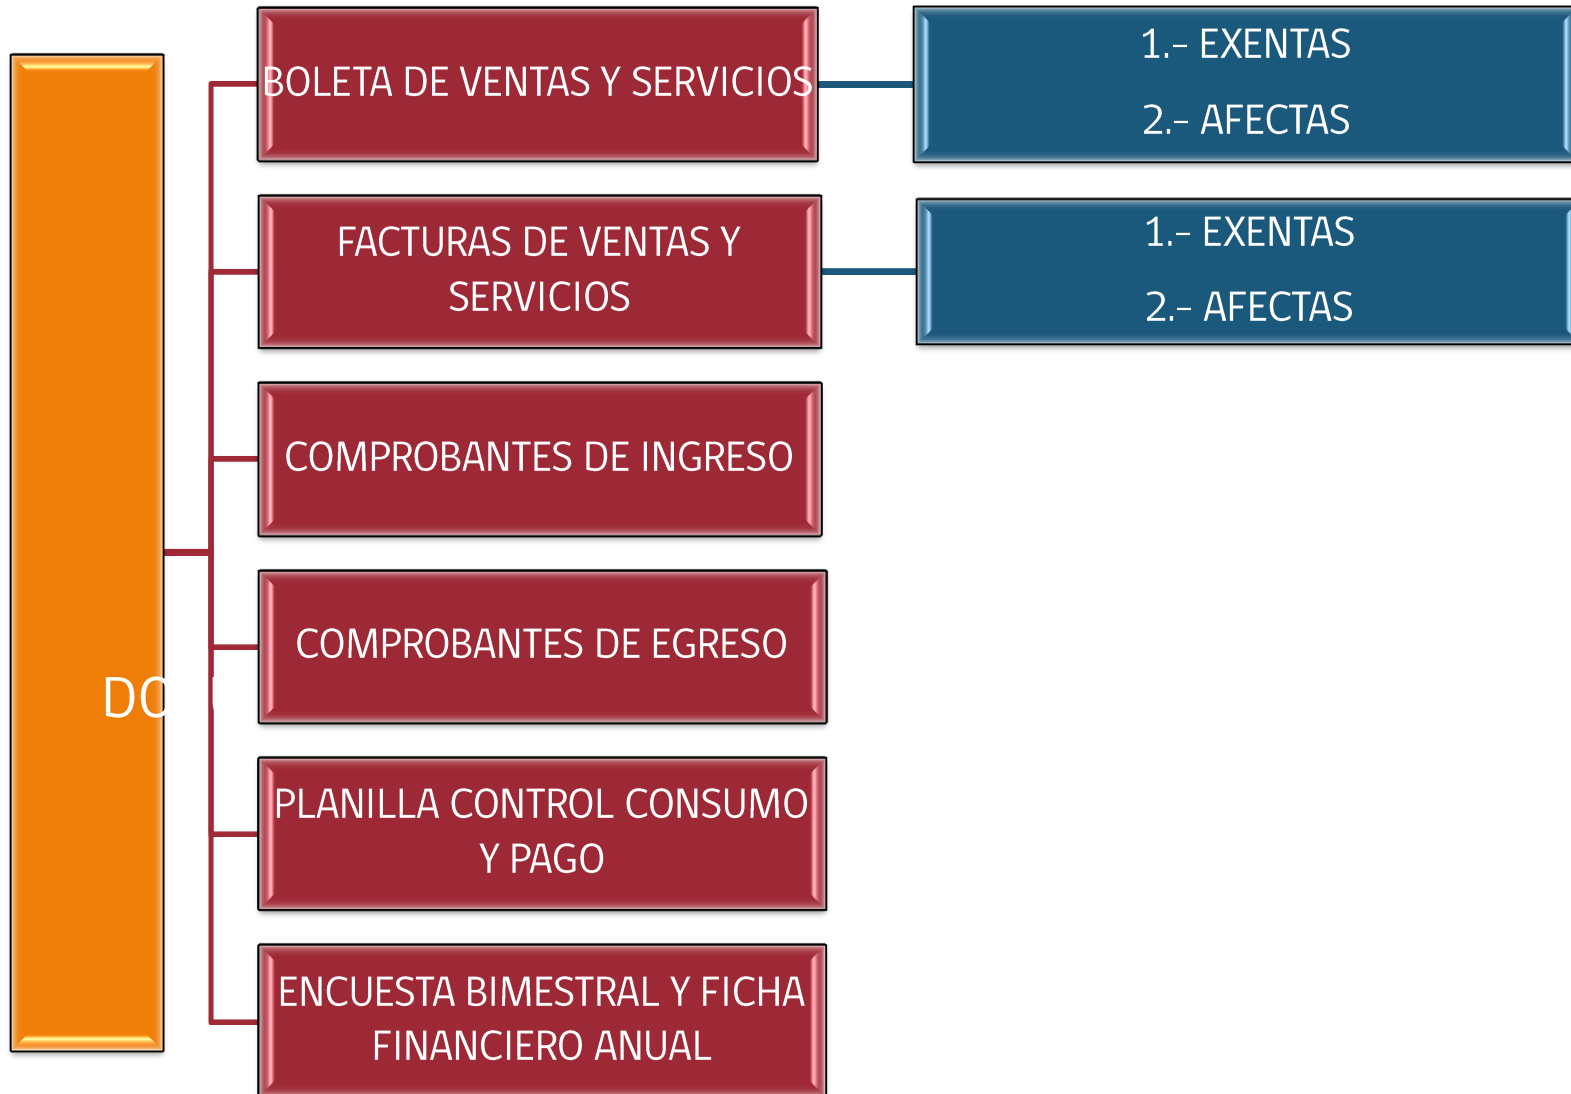 BOLETA DE VENTAS Y SERVICIOS
1.- EXENTAS
2.- AFECTAS
FACTURAS DE VENTAS Y
SERVICIOS
1.- EXENTAS
2.- AFECTAS
COMPROBANTES DE INGRESO
COMPROBANTES DE EGRESO
PLANILLA CONTROL CONSUMO
Y PAGO
ENCUESTA BIMESTRAL Y FICHA
FINANCIERO ANUAL